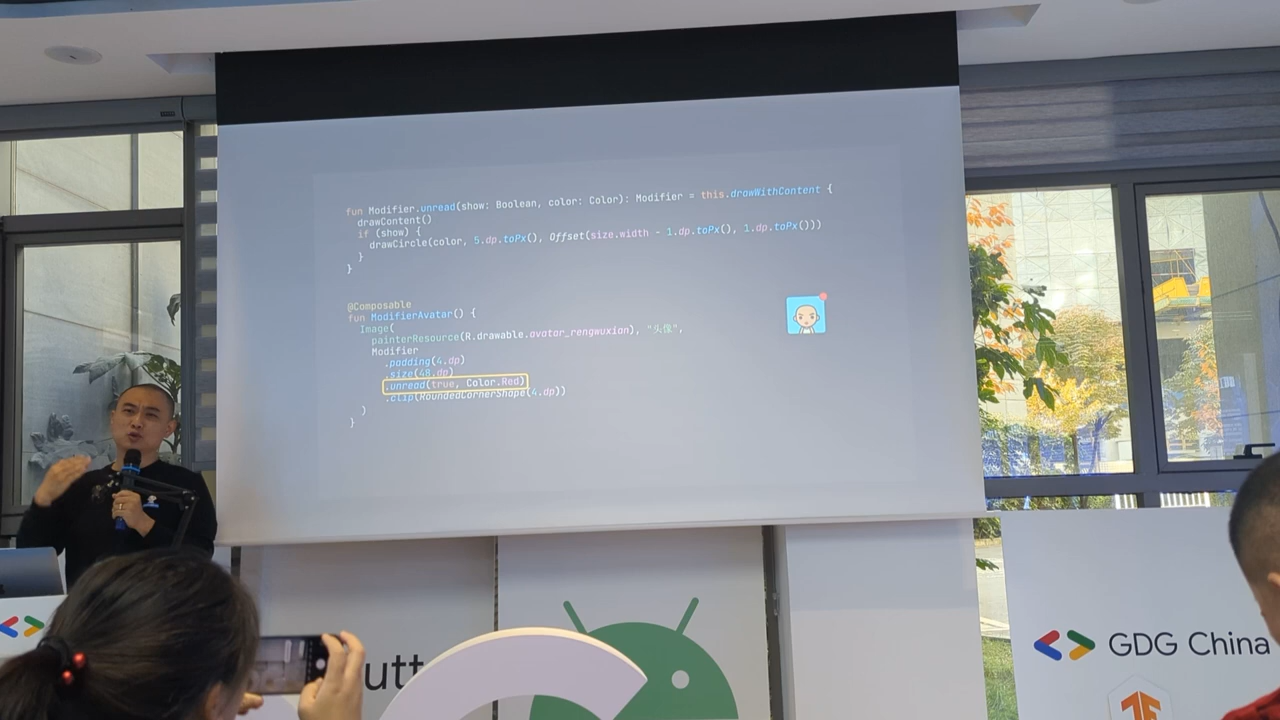 fun Modifier.unread(show: Boolean, color: Color): Modifier = this.drawWithContent {
drawContent()
if (show) {
drawCircle(color, 5.dp.toPx(), Offset(size.width - 1.dp.toPx(), 1.dp.toPx()))
}
}
@Composable
fun ModifierAvatar() {
Image(
painterResource(R.drawable.avatar_rengwuxian), "头像",
Modifier
.padding(4.dp)
.size(48.dp)
.unread(true, Color.Red)
.clip(RoundedCornerShape(4.dp))
)
}
utt
GDG China